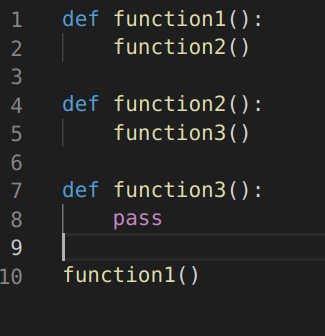 1 def function1():
2     function2()
3
4 def function2():
5     function3()
6
7 def function3():
8     pass
9
10 function1()